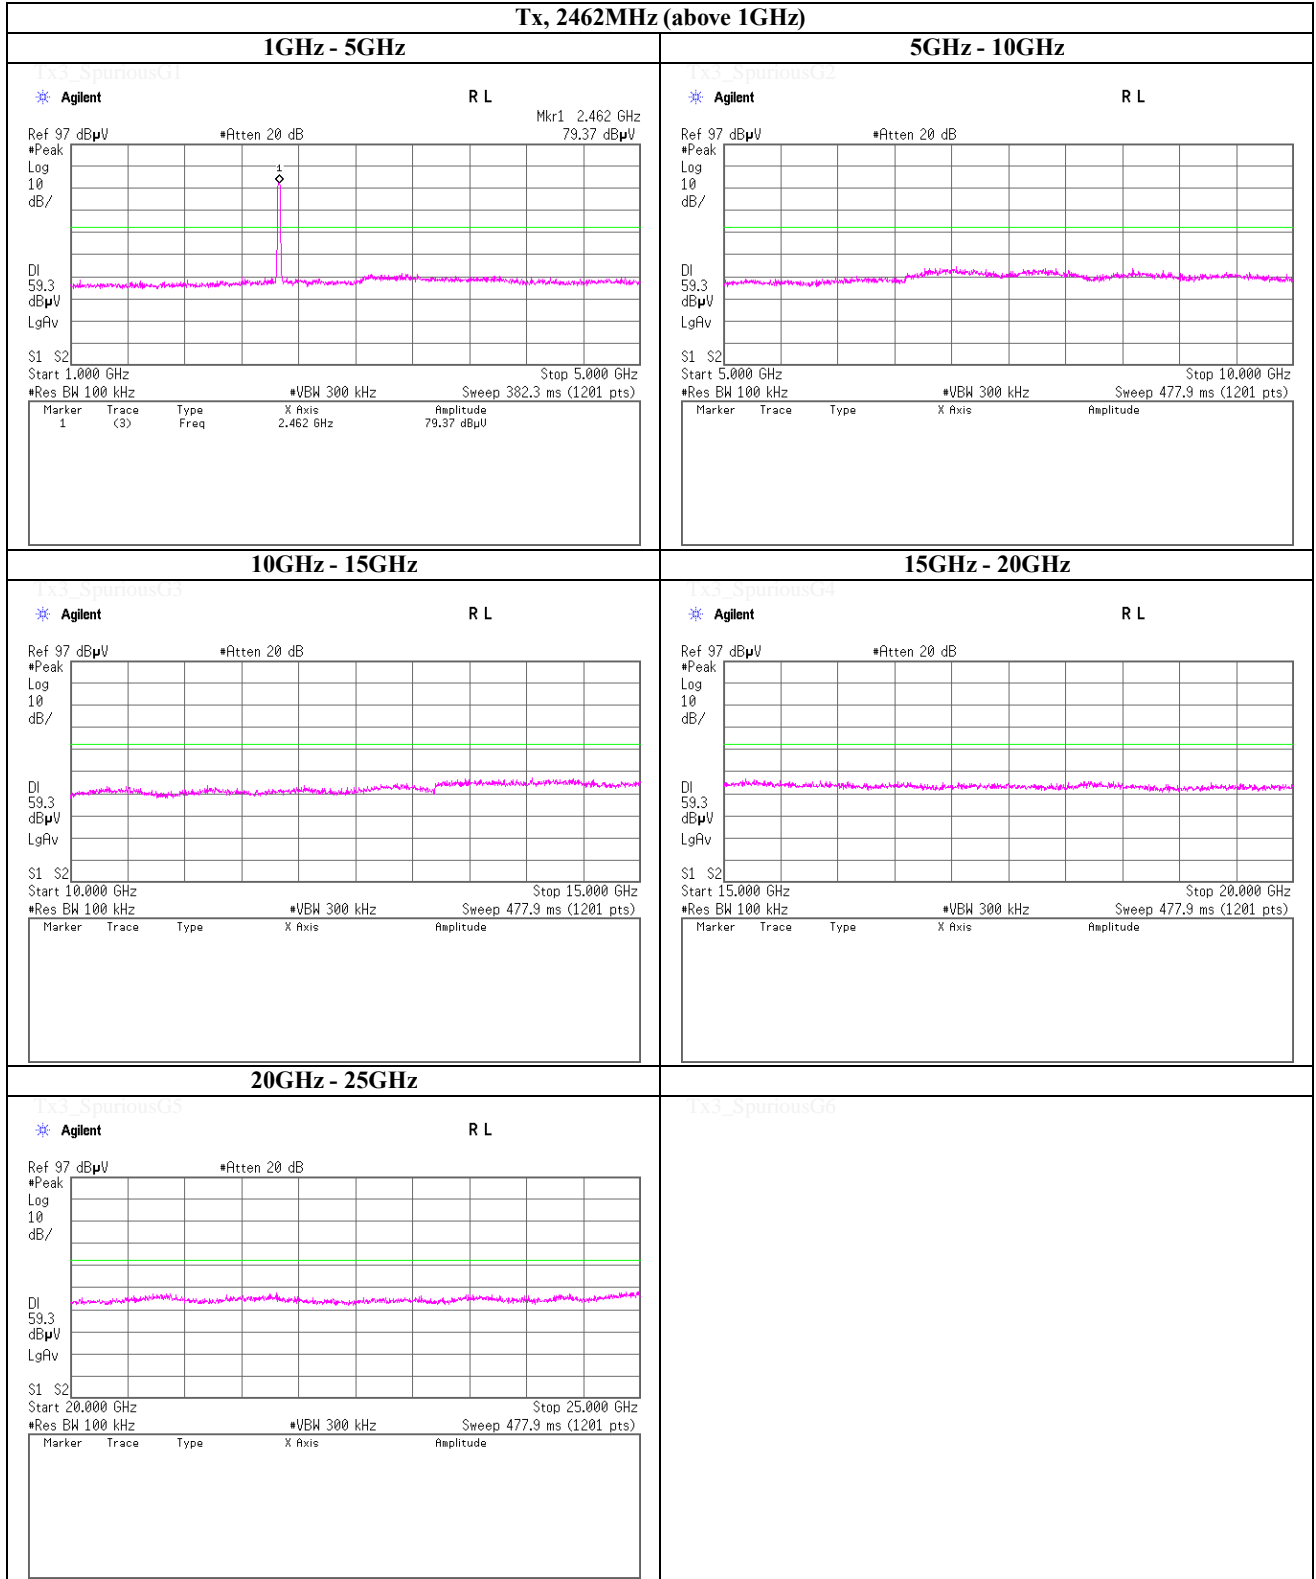 Tx, 2462MHz (above 1GHz)
1GHz - 5GHz
Tx3_SpuriousG1
Agilent R L
Mkr1 2.462 GHz
Ref 97 dBµV #Atten 20 dB 79.37 dBµV
#Peak
Log
10
dB/
1
DI
59.3
dBµV
LgAv
S1 S2
Start 1.000 GHz Stop 5.000 GHz
#Res BW 100 kHz #VBW 300 kHz Sweep 382.3 ms (1201 pts)
Marker Trace Type X Axis Amplitude
1 (3) Freq 2.462 GHz 79.37 dBµV
5GHz - 10GHz
Tx3_SpuriousG2
Agilent R L
Ref 97 dBµV #Atten 20 dB
#Peak
Log
10
dB/
DI
59.3
dBµV
LgAv
S1 S2
Start 5.000 GHz Stop 10.000 GHz
#Res BW 100 kHz #VBW 300 kHz Sweep 477.9 ms (1201 pts)
Marker Trace Type X Axis Amplitude
10GHz - 15GHz
Tx3_SpuriousG3
Agilent R L
Ref 97 dBµV #Atten 20 dB
#Peak
Log
10
dB/
DI
59.3
dBµV
LgAv
S1 S2
Start 10.000 GHz Stop 15.000 GHz
#Res BW 100 kHz #VBW 300 kHz Sweep 477.9 ms (1201 pts)
Marker Trace Type X Axis Amplitude
15GHz - 20GHz
Tx3_SpuriousG4
Agilent R L
Ref 97 dBµV #Atten 20 dB
#Peak
Log
10
dB/
DI
59.3
dBµV
LgAv
S1 S2
Start 15.000 GHz Stop 20.000 GHz
#Res BW 100 kHz #VBW 300 kHz Sweep 477.9 ms (1201 pts)
Marker Trace Type X Axis Amplitude
20GHz - 25GHz
Tx3_SpuriousG5
Agilent R L
Ref 97 dBµV #Atten 20 dB
#Peak
Log
10
dB/
DI
59.3
dBµV
LgAv
S1 S2
Start 20.000 GHz Stop 25.000 GHz
#Res BW 100 kHz #VBW 300 kHz Sweep 477.9 ms (1201 pts)
Marker Trace Type X Axis Amplitude
Tx3_SpuriousG6